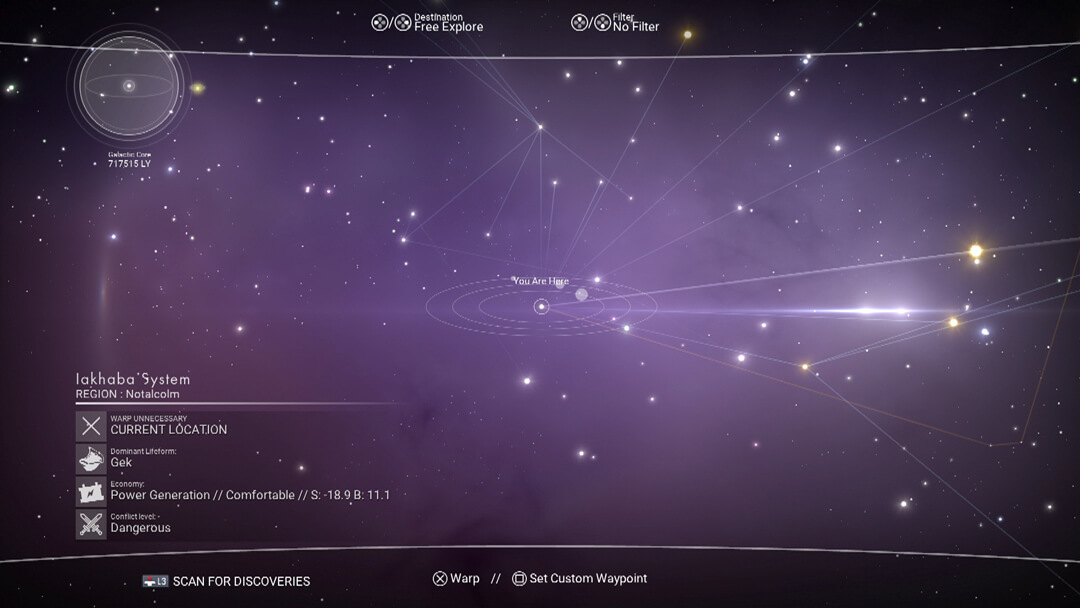 Destination
Free Explore
Filter
No Filter
Galactic Core
717515 LY
You Are Here
Iakhaba System
REGION : Notalcolm
WARP UNNECESSARY
CURRENT LOCATION
Dominant Lifeform:
Gek
Economy:
Power Generation // Comfortable // S: -18.9 B: 11.1
Conflict level: -
Dangerous
L3 SCAN FOR DISCOVERIES
Warp // Set Custom Waypoint